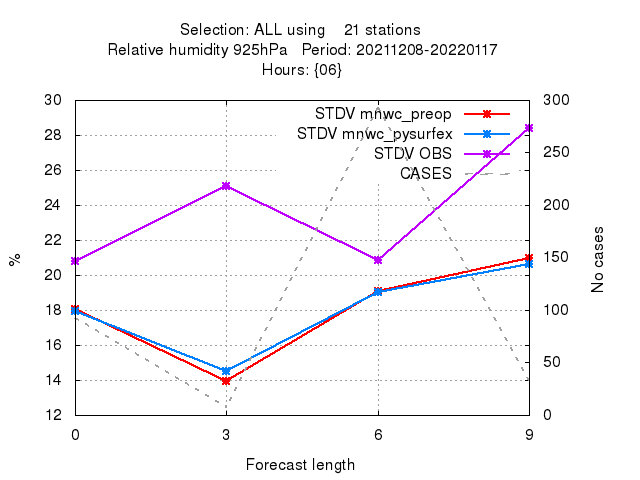 Selection: ALL using    21 stations
Relative humidity 925hPa   Period: 20211208-20220117
Hours: {06}
STDV mnwc_preop
STDV mnwc_pysurfex
STDV OBS
CASES
30
28
26
24
22
20
18
16
14
12
%
300
250
200
150
100
50
0
No cases
0
3
6
9
Forecast length